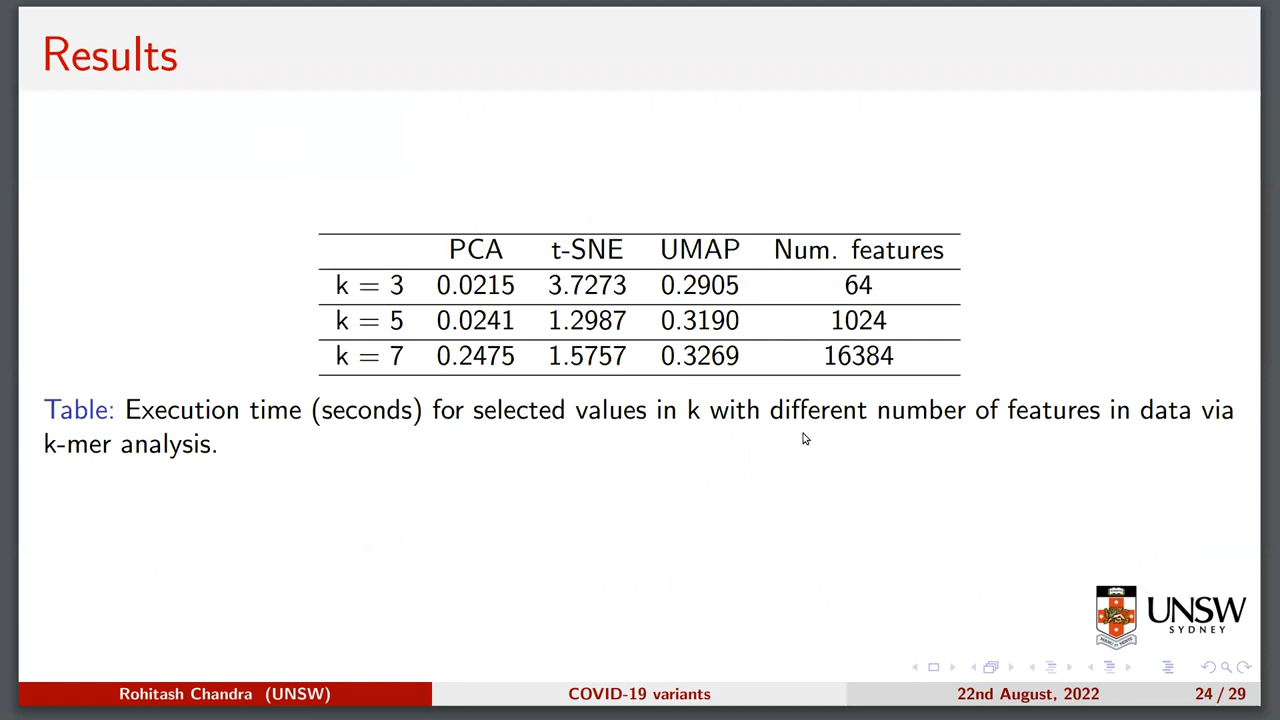 Results
PCA t-SNE UMAP Num. features
k = 3 0.0215 3.7273 0.2905 64
k = 5 0.0241 1.2987 0.3190 1024
k = 7 0.2475 1.5757 0.3269 16384
Table: Execution time (seconds) for selected values in k with different number of features in data via
k-mer analysis.
UNSW
SYDNEY
Rohitash Chandra (UNSW) COVID-19 variants 22nd August, 2022 24 / 29